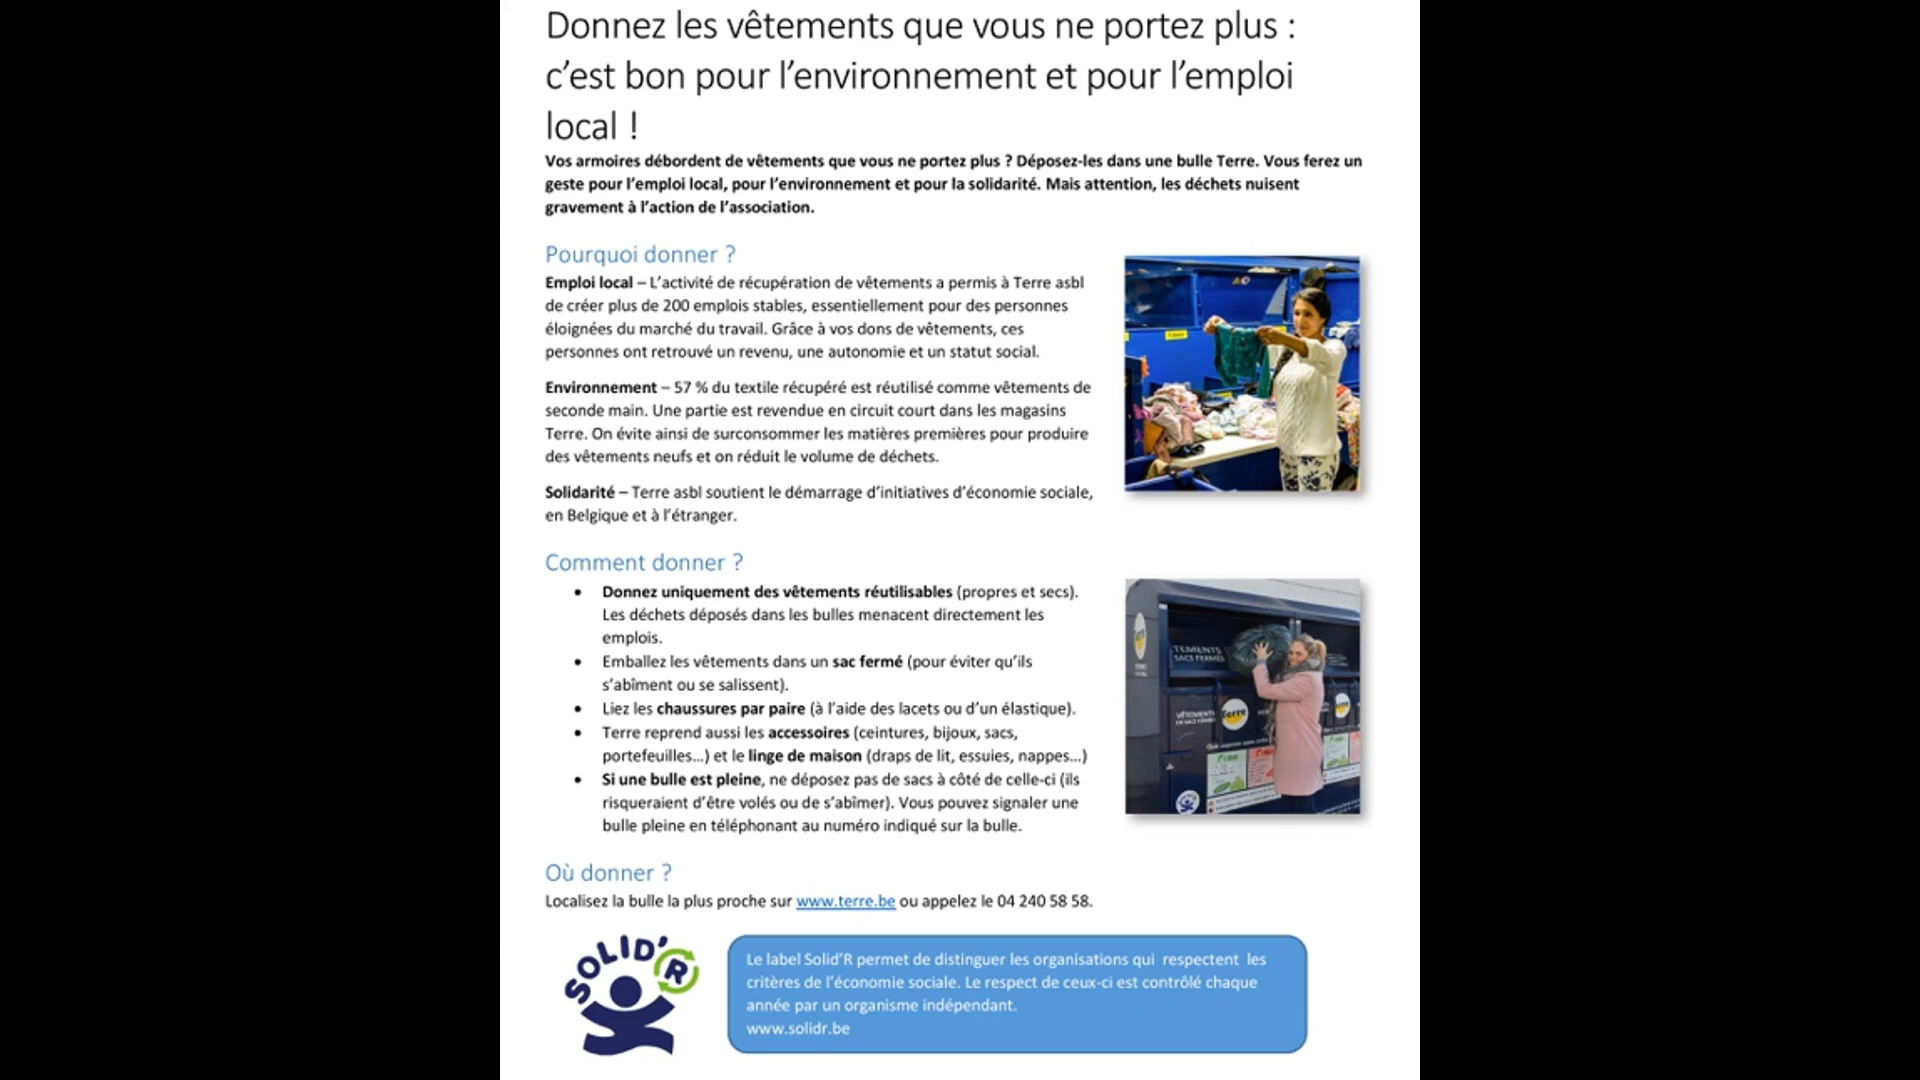 Donnez les vêtements que vous ne portez plus :
c’est bon pour l’environnement et pour l’emploi
local !
Vos armoires débordent de vêtements que vous ne portez plus ? Déposez-les dans une bulle Terre. Vous ferez un
geste pour l’emploi local, pour l’environnement et pour la solidarité. Mais attention, les déchets nuisent
gravement à l’action de l’association.
Pourquoi donner ?
Emploi local – L’activité de récupération de vêtements a permis à Terre asbl
de créer plus de 200 emplois stables, essentiellement pour des personnes
éloignées du marché du travail. Grâce à vos dons de vêtements, ces
personnes ont retrouvé un revenu, une autonomie et un statut social.
Environnement – 57 % du textile récupéré est réutilisé comme vêtements de
seconde main. Une partie est revendue en circuit court dans les magasins
Terre. On évite ainsi de surconsommer les matières premières pour produire
des vêtements neufs et on réduit le volume de déchets.
Solidarité – Terre asbl soutient le démarrage d’initiatives d’économie sociale,
en Belgique et à l’étranger.
Comment donner ?
• Donnez uniquement des vêtements réutilisables (propres et secs).
Les déchets déposés dans les bulles menacent directement les
emplois.
• Emballez les vêtements dans un sac fermé (pour éviter qu’ils
s’abîment ou se salissent).
• Liez les chaussures par paire (à l’aide des lacets ou d’un élastique).
• Terre reprend aussi les accessoires (ceintures, bijoux, sacs,
portefeuilles…) et le linge de maison (draps de lit, essuies, nappes…)
• Si une bulle est pleine, ne déposez pas de sacs à côté de celle-ci (ils
risqueraient d’être volés ou de s’abîmer). Vous pouvez signaler une
bulle pleine en téléphonant au numéro indiqué sur la bulle.
TEMENTS
SACS FERMÉS
VÊTEMENTS
EN SACS FERMÉS
Terre
Où donner ?
Localisez la bulle la plus proche sur www.terre.be ou appelez le 04 240 58 58.
SOLID’R
Le label Solid’R permet de distinguer les organisations qui respectent les
critères de l’économie sociale. Le respect de ceux-ci est contrôlé chaque
année par un organisme indépendant.
www.solidr.be